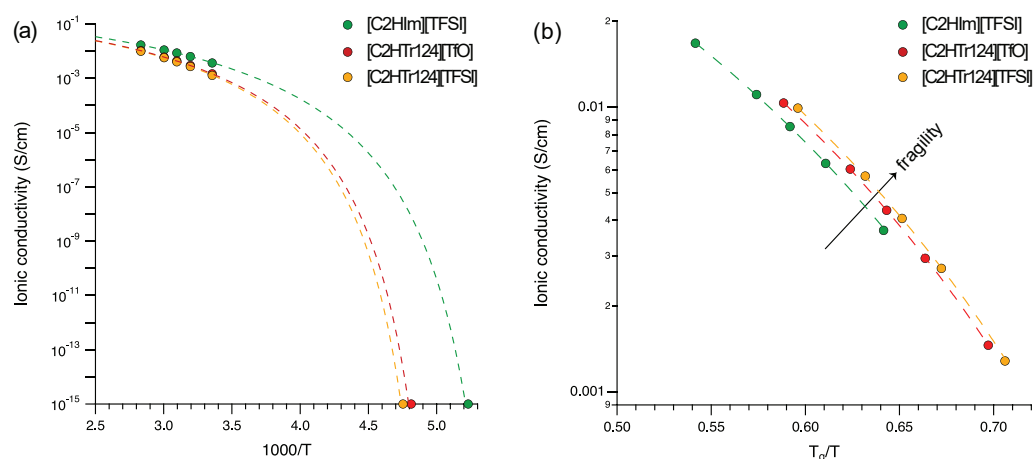 (a)
[C2HIm][TFSI]
[C2HTr124][TfO]
[C2HTr124][TFSI]
Ionic conductivity (S/cm)
10-1
10-3
10-5
10-7
10-9
10-11
10-13
10-15
2.5
3.0
3.5
4.0
4.5
5.0
1000/T
(b)
[C2HIm][TFSI]
[C2HTr124][TfO]
[C2HTr124][TFSI]
fragility
Ionic conductivity (S/cm)
2
0.01
8
7
6
5
4
3
2
0.001
9
0.50
0.55
0.60
0.65
0.70
T0/T